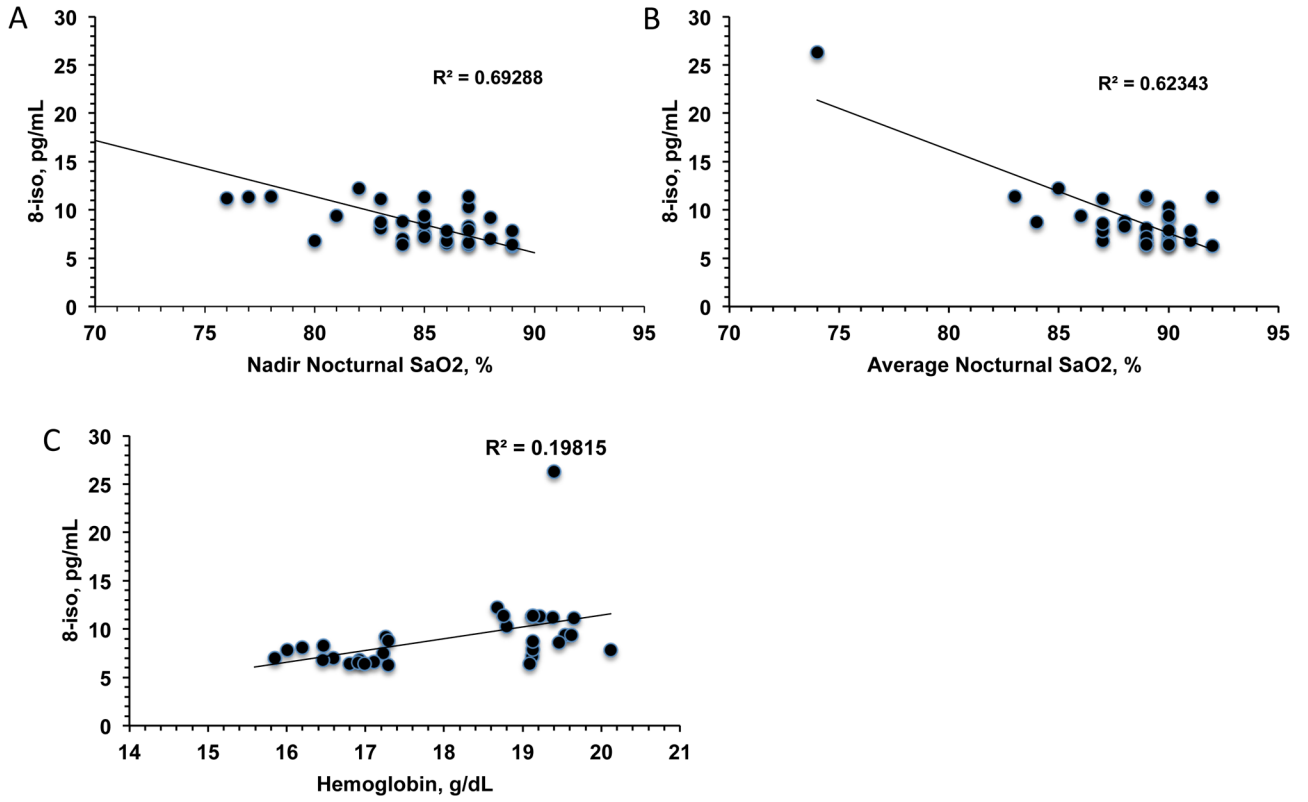 A
30
25
20
15
10
5
0
8-iso, pg/mL
R² = 0.69288
70 75 80 85 90 95
Nadir Nocturnal SaO2, %
B
30
25
20
15
10
5
0
8-iso, pg/mL
R² = 0.62343
70 75 80 85 90 95
Average Nocturnal SaO2, %
C
30
25
20
15
10
5
0
8-iso, pg/mL
R² = 0.19815
14 15 16 17 18 19 20 21
Hemoglobin, g/dL